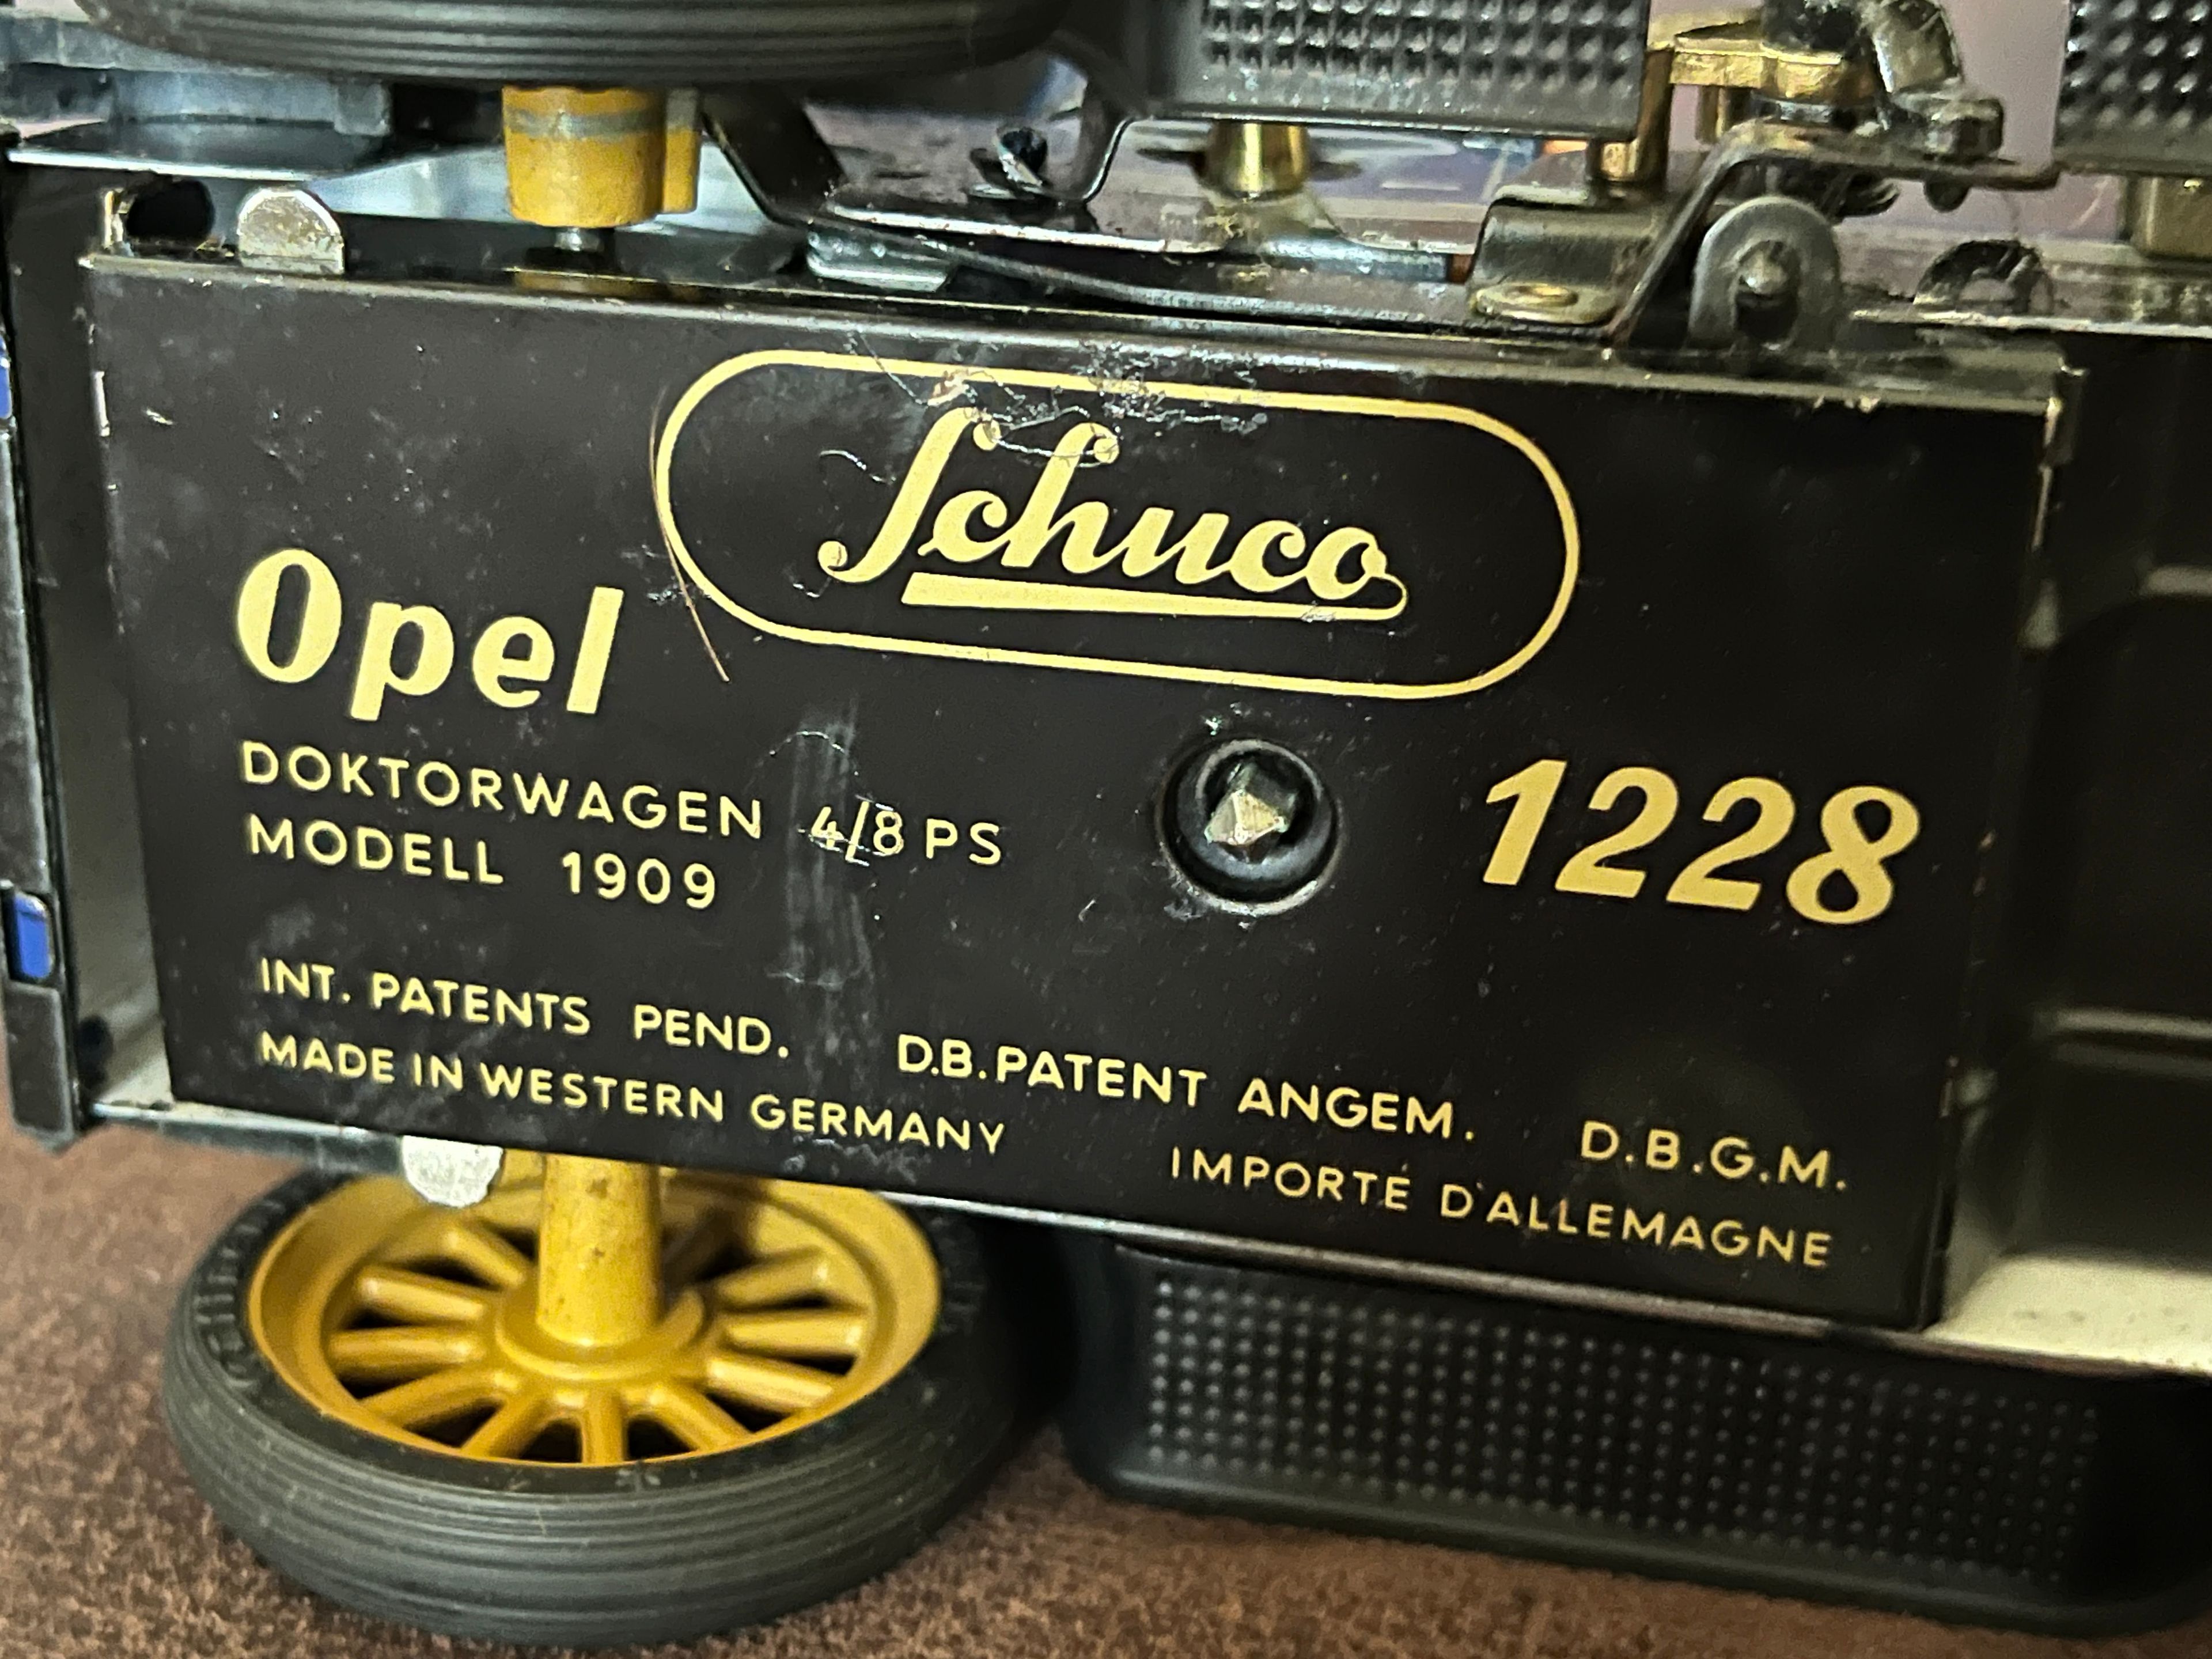 Schuco
Opel
DOKTORWAGEN 4/8 PS
MODELL 1909
1228
INT. PATENTS PEND. D.B.PATENT ANGEM. D.B.G.M.
MADE IN WESTERN GERMANY IMPORTÉ D'ALLEMAGNE